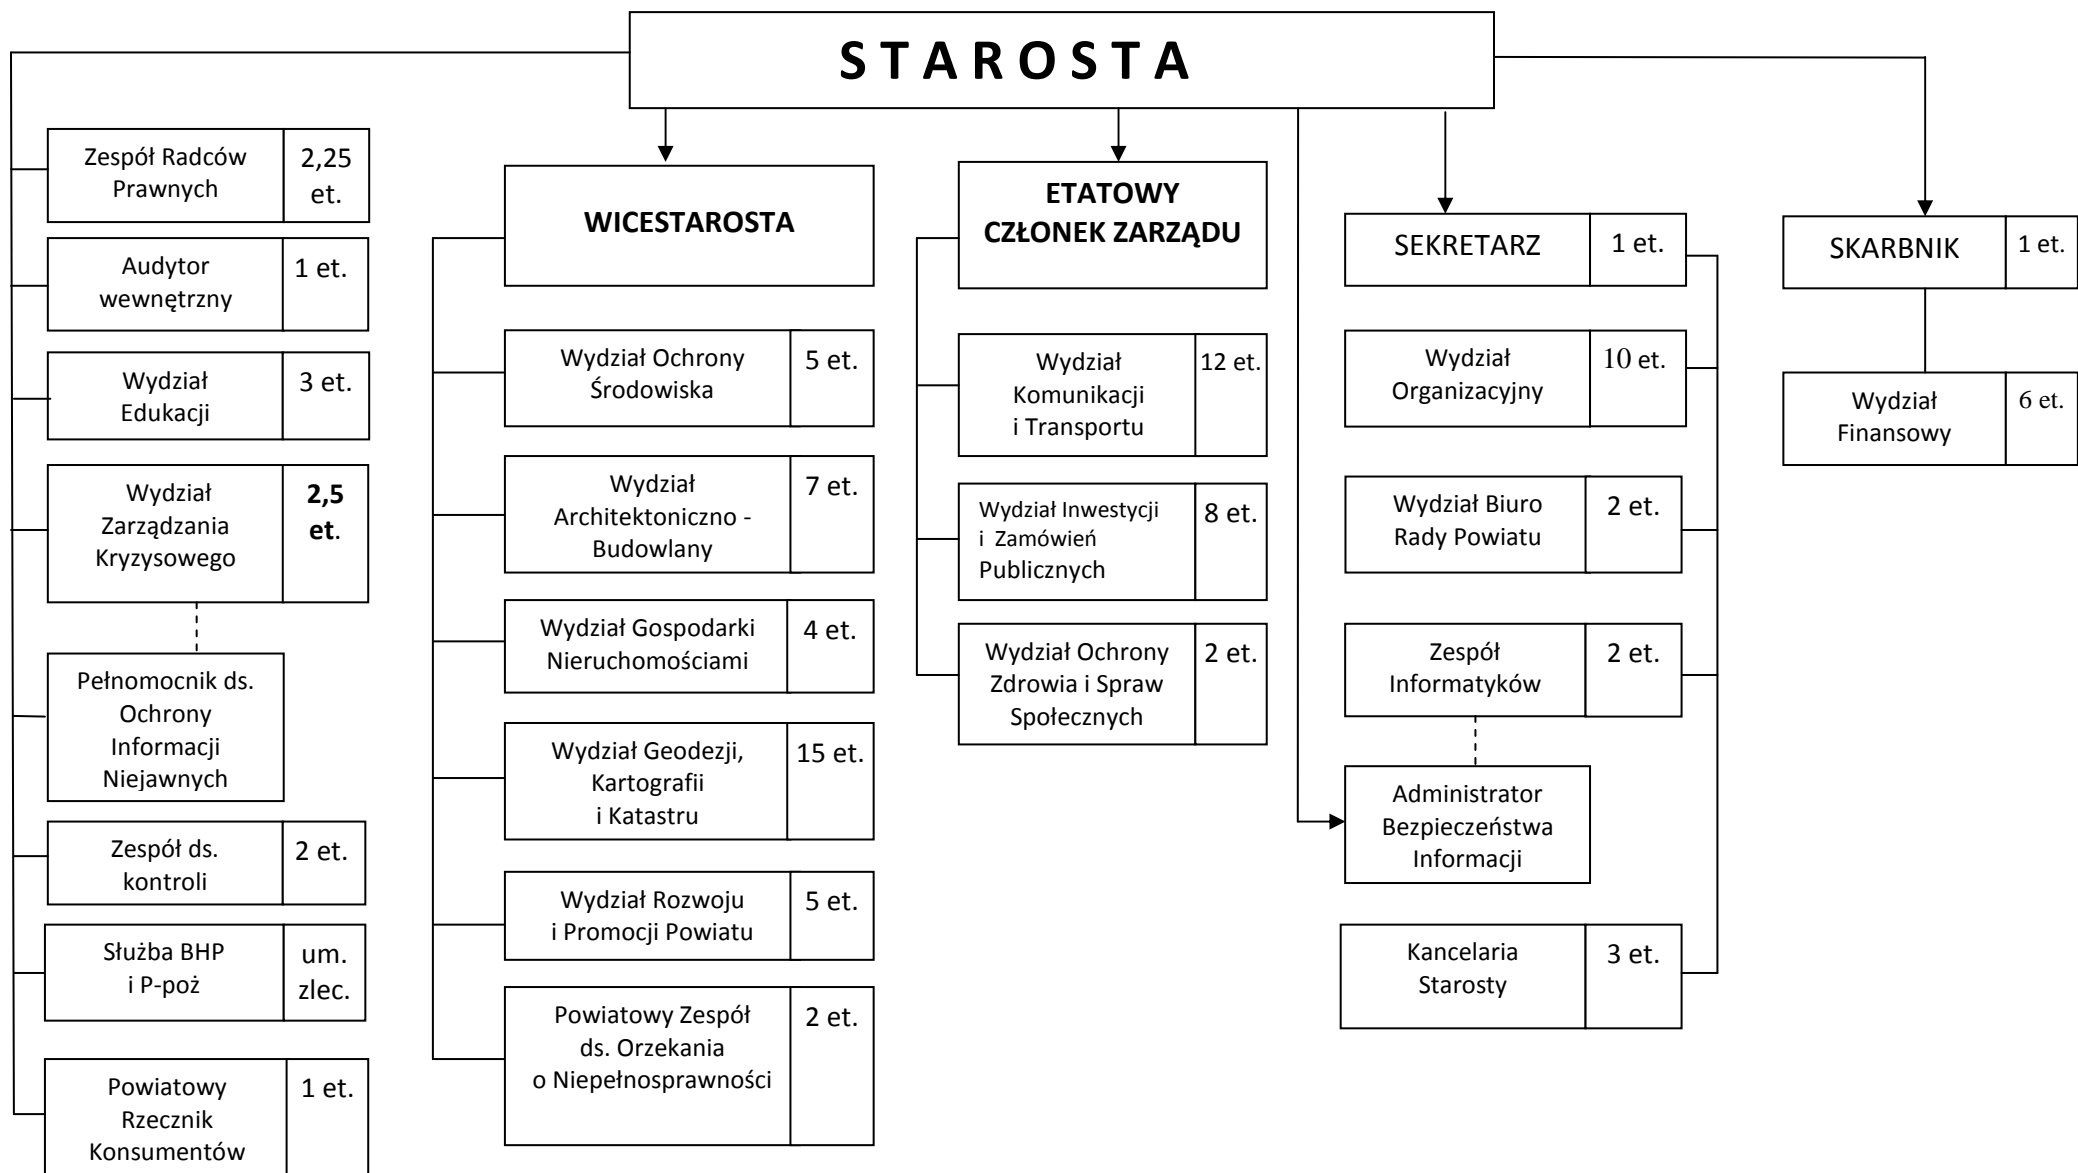 S T A R O S T A
Zespół Radców
Prawnych
2,25
et.
Audytor
wewnętrzny
1 et.
Wydział
Edukacji
3 et.
Wydział
Zarządzania
Kryzysowego
2,5
et.
Pełnomocnik ds.
Ochrony
Informacji
Niejawnych
Zespół ds.
kontroli
2 et.
Służba BHP
i P-poż
um.
zlec.
Powiatowy
Rzecznik
Konsumentów
1 et.
WICESTAROSTA
Wydział Ochrony
Środowiska
5 et.
Wydział
Architektoniczno -
Budowlany
7 et.
Wydział Gospodarki
Nieruchomościami
4 et.
Wydział Geodezji,
Kartografii
i Katastru
15 et.
Wydział Rozwoju
i Promocji Powiatu
5 et.
Powiatowy Zespół
ds. Orzekania
o Niepełnosprawności
2 et.
ETATOWY
CZŁONEK ZARZĄDU
Wydział
Komunikacji
i Transportu
12 et.
Wydział Inwestycji
i Zamówień
Publicznych
8 et.
Wydział Ochrony
Zdrowia i Spraw
Społecznych
2 et.
SEKRETARZ
1 et.
Wydział
Organizacyjny
10 et.
Wydział Biuro
Rady Powiatu
2 et.
Zespół
Informatyków
2 et.
Administrator
Bezpieczeństwa
Informacji
Kancelaria
Starosty
3 et.
SKARBNIK
1 et.
Wydział
Finansowy
6 et.